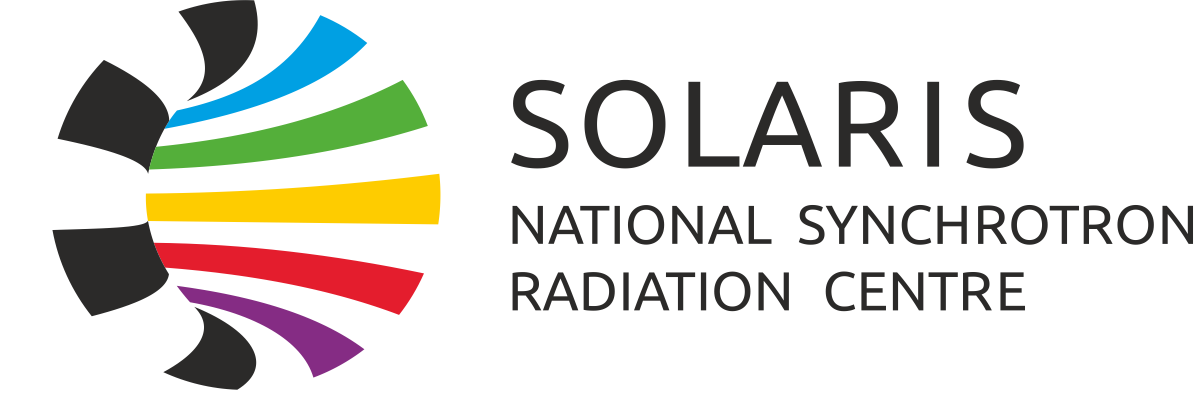 SOLARIS
NATIONAL SYNCHROTRON
RADIATION CENTRE